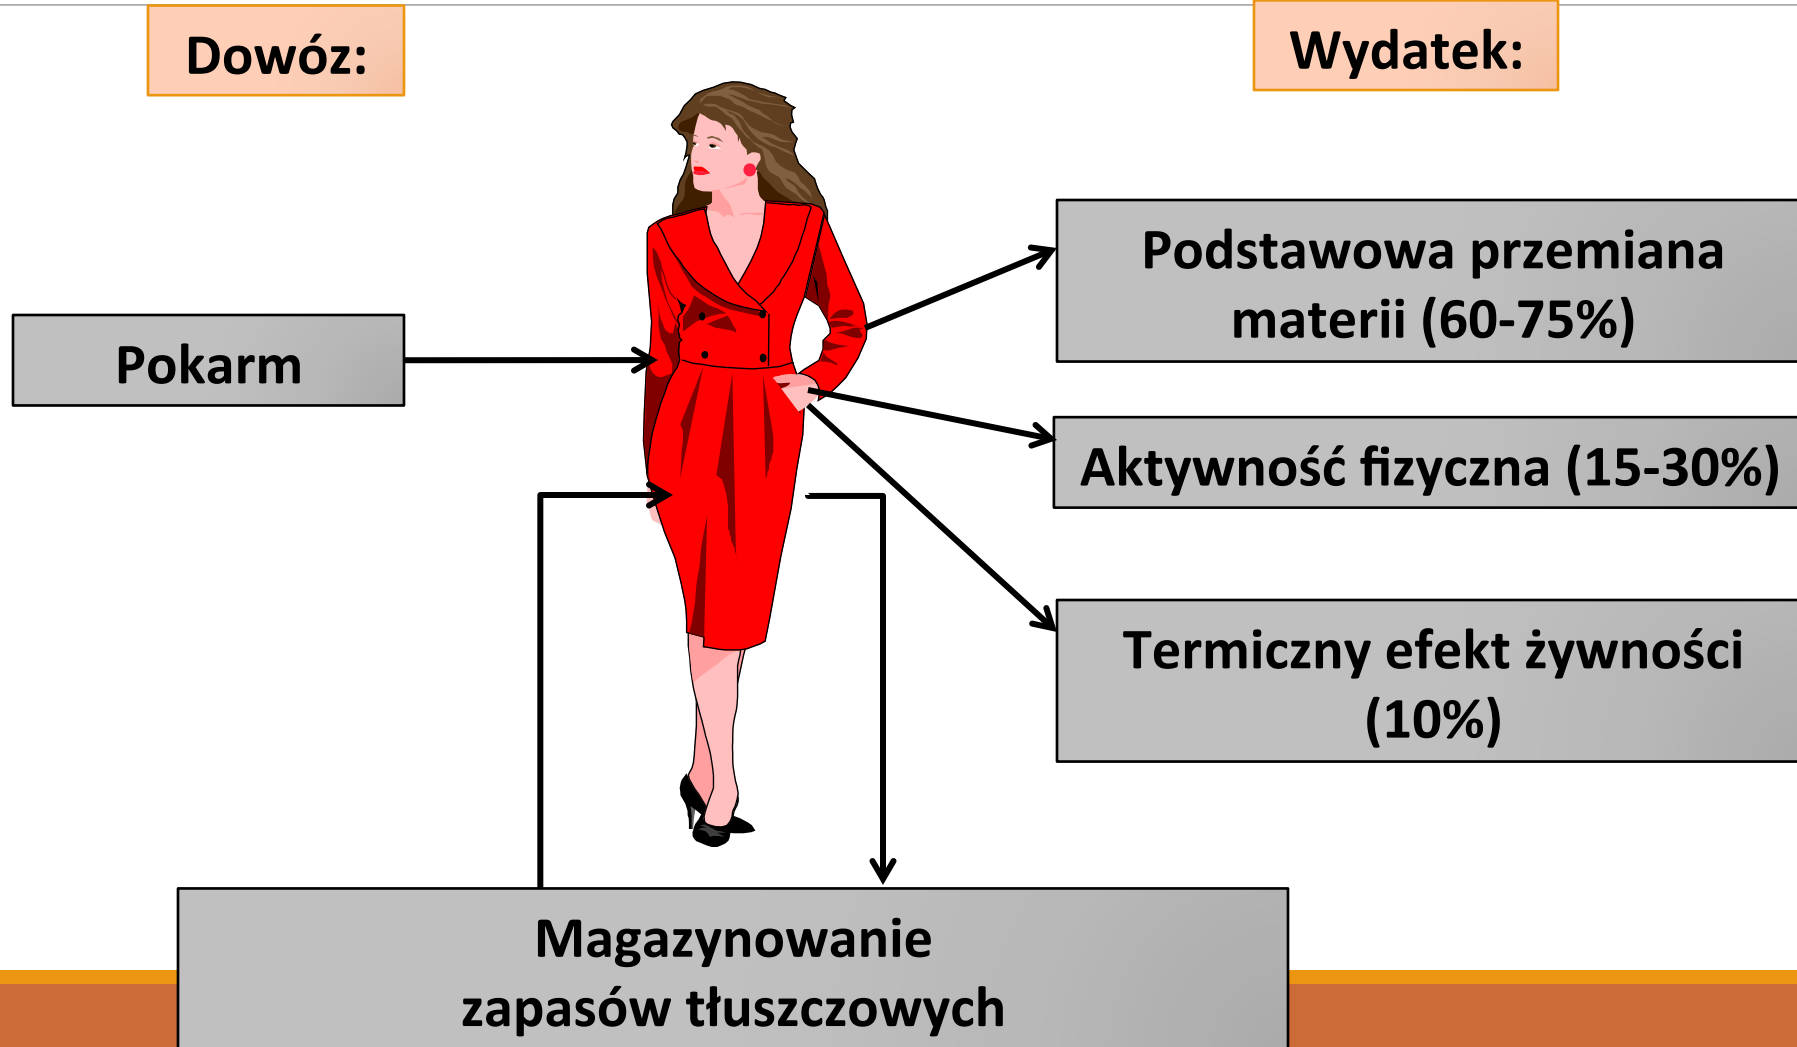 Dowóz:
Wydatek:
Pokarm
Podstawowa przemiana
materii (60-75%)
Aktywność fizyczna (15-30%)
Termiczny efekt żywności
(10%)
Magazynowanie
zapasów tłuszczowych